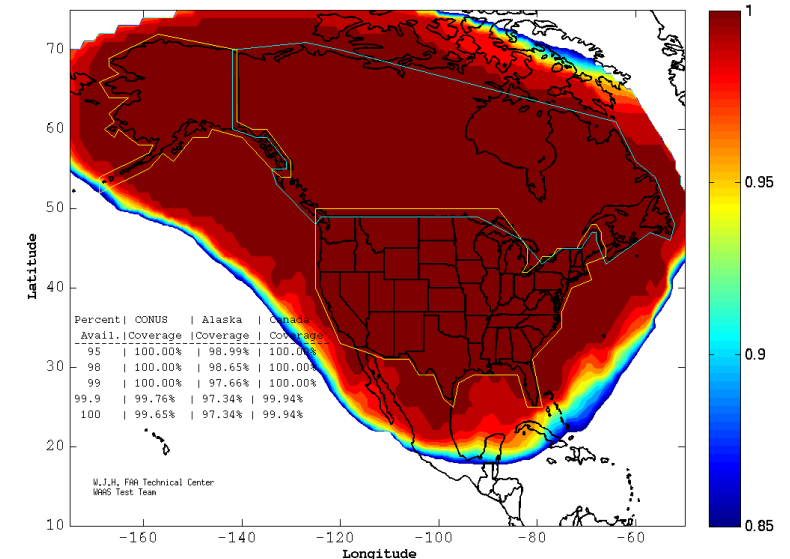 70
60
50
40
30
20
10
Latitude
-160 -140 -120 -100 -80 -60
Longitude
1
0.95
0.9
0.85
Percent| CONUS | Alaska | Canada
Avail.|Coverage |Coverage | Coverage
95 | 100.00% | 98.99% | 100.00%
98 | 100.00% | 98.65% | 100.00%
99 | 100.00% | 97.66% | 100.00%
99.9 | 99.76% | 97.34% | 99.94%
100 | 99.65% | 97.34% | 99.94%
W.J.H. FAA Technical Center
WAAS Test Team